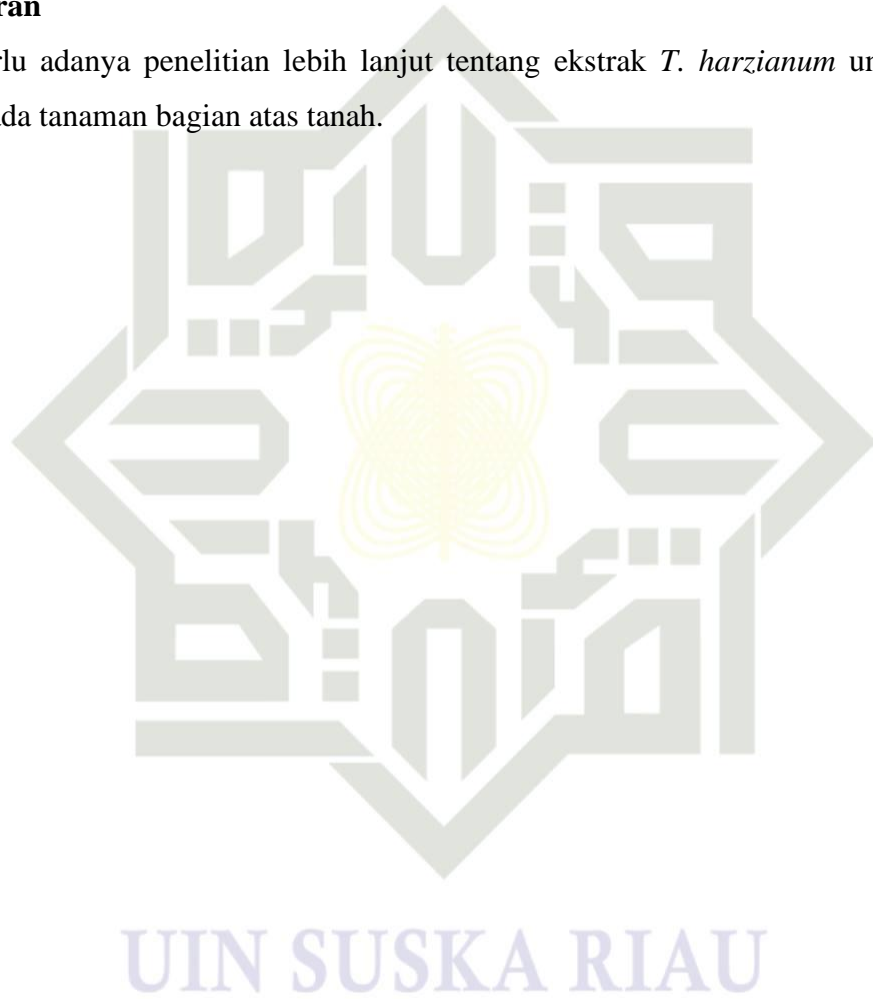 ran
rlu adanya penelitian lebih lanjut tentang ekstrak T. harzianum un
da tanaman bagian atas tanah.
UIN SUSKA RIAU